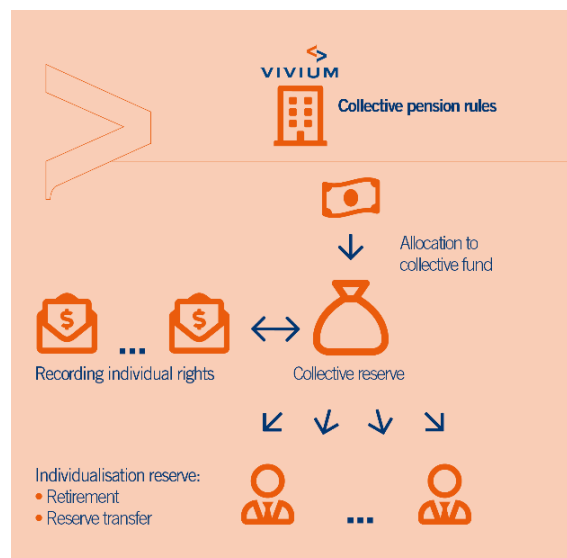 VIVIUM
Collective pension rules
Allocation to
collective fund
$ ... $
Recording individual rights
Collective reserve
Individualisation reserve:
• Retirement
• Reserve transfer
...